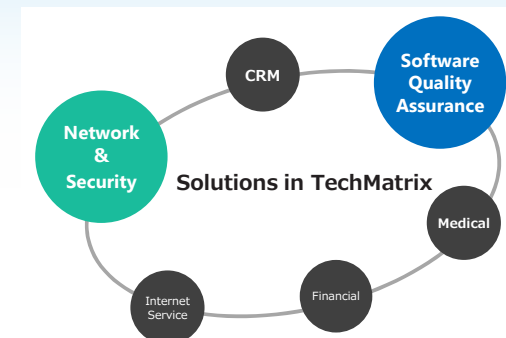 CRM
Software
Quality
Assurance
Network
&
Security
Solutions in TechMatrix
Medical
Internet
Service
Financial